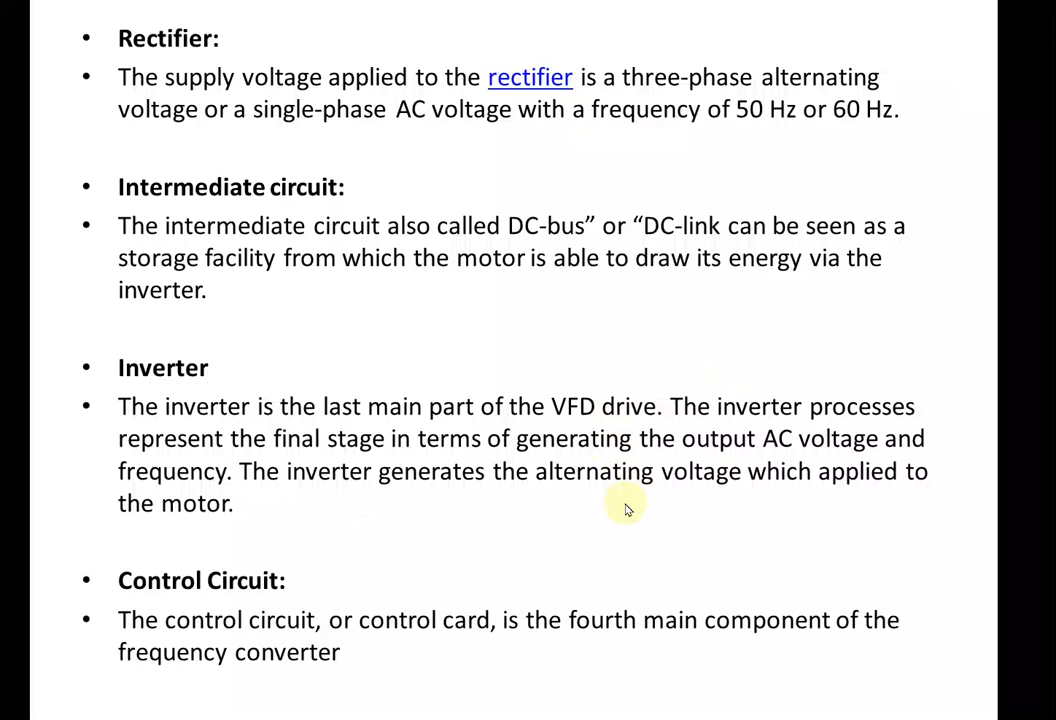 • Rectifier:
• The supply voltage applied to the rectifier is a three-phase alternating
voltage or a single-phase AC voltage with a frequency of 50 Hz or 60 Hz.
• Intermediate circuit:
• The intermediate circuit also called DC-bus” or “DC-link can be seen as a
storage facility from which the motor is able to draw its energy via the
inverter.
• Inverter
• The inverter is the last main part of the VFD drive. The inverter processes
represent the final stage in terms of generating the output AC voltage and
frequency. The inverter generates the alternating voltage which applied to
the motor.
• Control Circuit:
• The control circuit, or control card, is the fourth main component of the
frequency converter